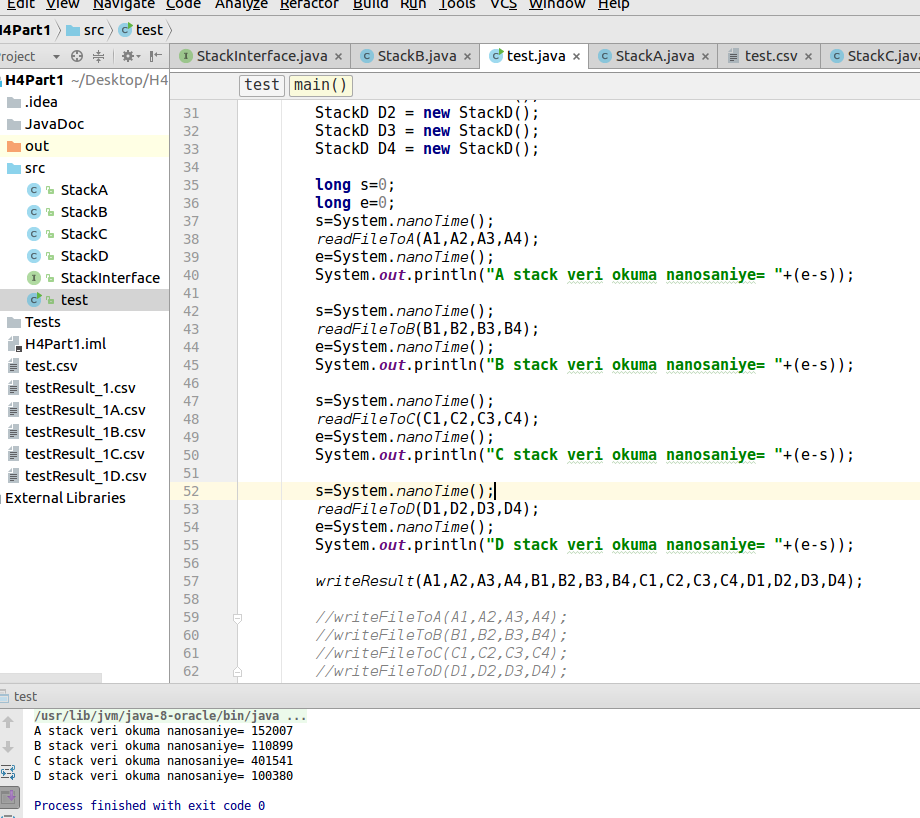 Edit View Navigate Code Analyze Refactor Build Run Tools VCS Window Help
H4Part1 src test
Project
StackInterface.java × StackB.java × test.java × StackA.java × test.csv × StackC.java
H4Part1 ~/Desktop/H4
.idea
JavaDoc
out
src
StackA
StackB
StackC
StackD
StackInterface
test
Tests
H4Part1.iml
test.csv
testResult_1.csv
testResult_1A.csv
testResult_1B.csv
testResult_1C.csv
testResult_1D.csv
External Libraries
test main()
31 StackD D2 = new StackD();
32 StackD D3 = new StackD();
33 StackD D4 = new StackD();
34
35 long s=0;
36 long e=0;
37 s=System.nanoTime();
38 readFileToA(A1,A2,A3,A4);
39 e=System.nanoTime();
40 System.out.println("A stack veri okuma nanosaniye= "+(e-s));
41
42 s=System.nanoTime();
43 readFileToB(B1,B2,B3,B4);
44 e=System.nanoTime();
45 System.out.println("B stack veri okuma nanosaniye= "+(e-s));
46
47 s=System.nanoTime();
48 readFileToC(C1,C2,C3,C4);
49 e=System.nanoTime();
50 System.out.println("C stack veri okuma nanosaniye= "+(e-s));
51
52 s=System.nanoTime();
53 readFileToD(D1,D2,D3,D4);
54 e=System.nanoTime();
55 System.out.println("D stack veri okuma nanosaniye= "+(e-s));
56
57 writeResult(A1,A2,A3,A4,B1,B2,B3,B4,C1,C2,C3,C4,D1,D2,D3,D4);
58
59 //writeFileToA(A1,A2,A3,A4);
60 //writeFileToB(B1,B2,B3,B4);
61 //writeFileToC(C1,C2,C3,C4);
62 //writeFileToD(D1,D2,D3,D4);
test
/usr/lib/jvm/java-8-oracle/bin/java ...
A stack veri okuma nanosaniye= 152007
B stack veri okuma nanosaniye= 110899
C stack veri okuma nanosaniye= 401541
D stack veri okuma nanosaniye= 100380
Process finished with exit code 0